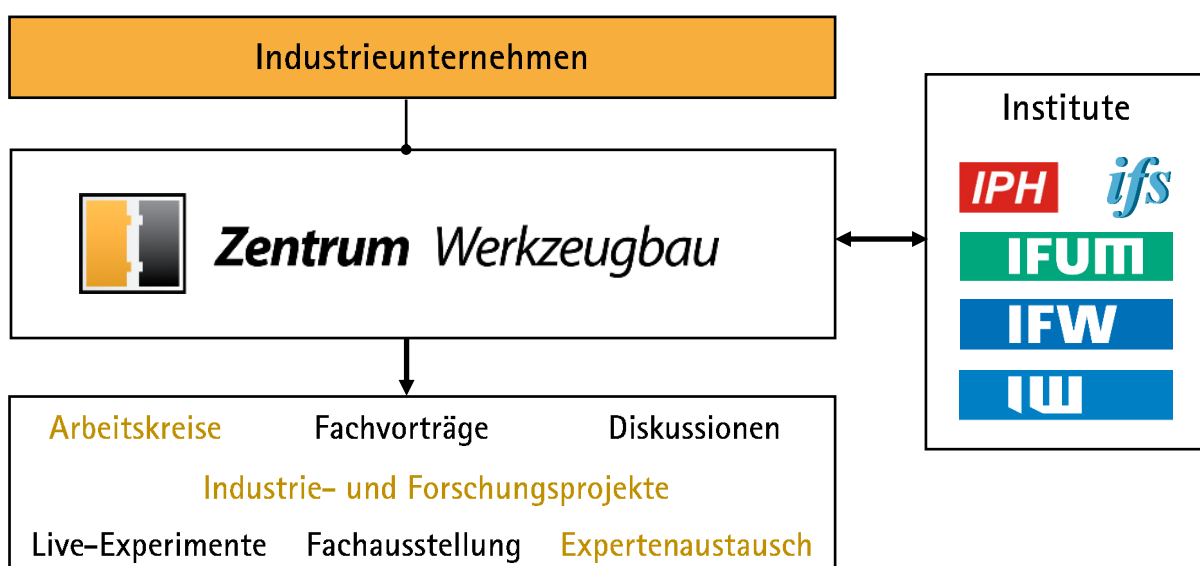 Industrieunternehmen
Zentrum Werkzeugbau
Institute
IPH ifs
IFUM
IFW
IW
Arbeitskreise Fachvorträge Diskussionen
Industrie- und Forschungsprojekte
Live-Experimente Fachausstellung Expertenaustausch